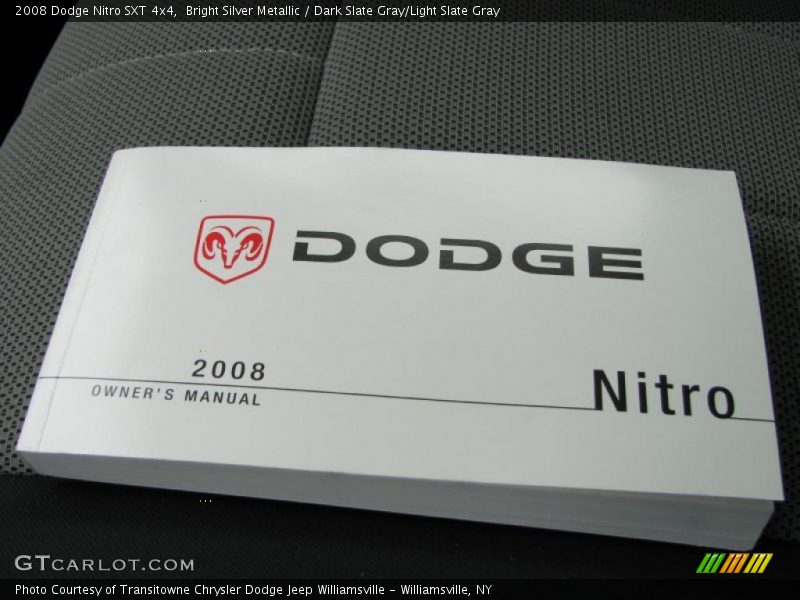 2008 Dodge Nitro SXT 4x4,  Bright Silver Metallic / Dark Slate Gray/Light Slate Gray
DODGE
2008
OWNER'S MANUAL
Nitro
GTCARLOT.COM
Photo Courtesy of Transitowne Chrysler Dodge Jeep Williamsville - Williamsville, NY